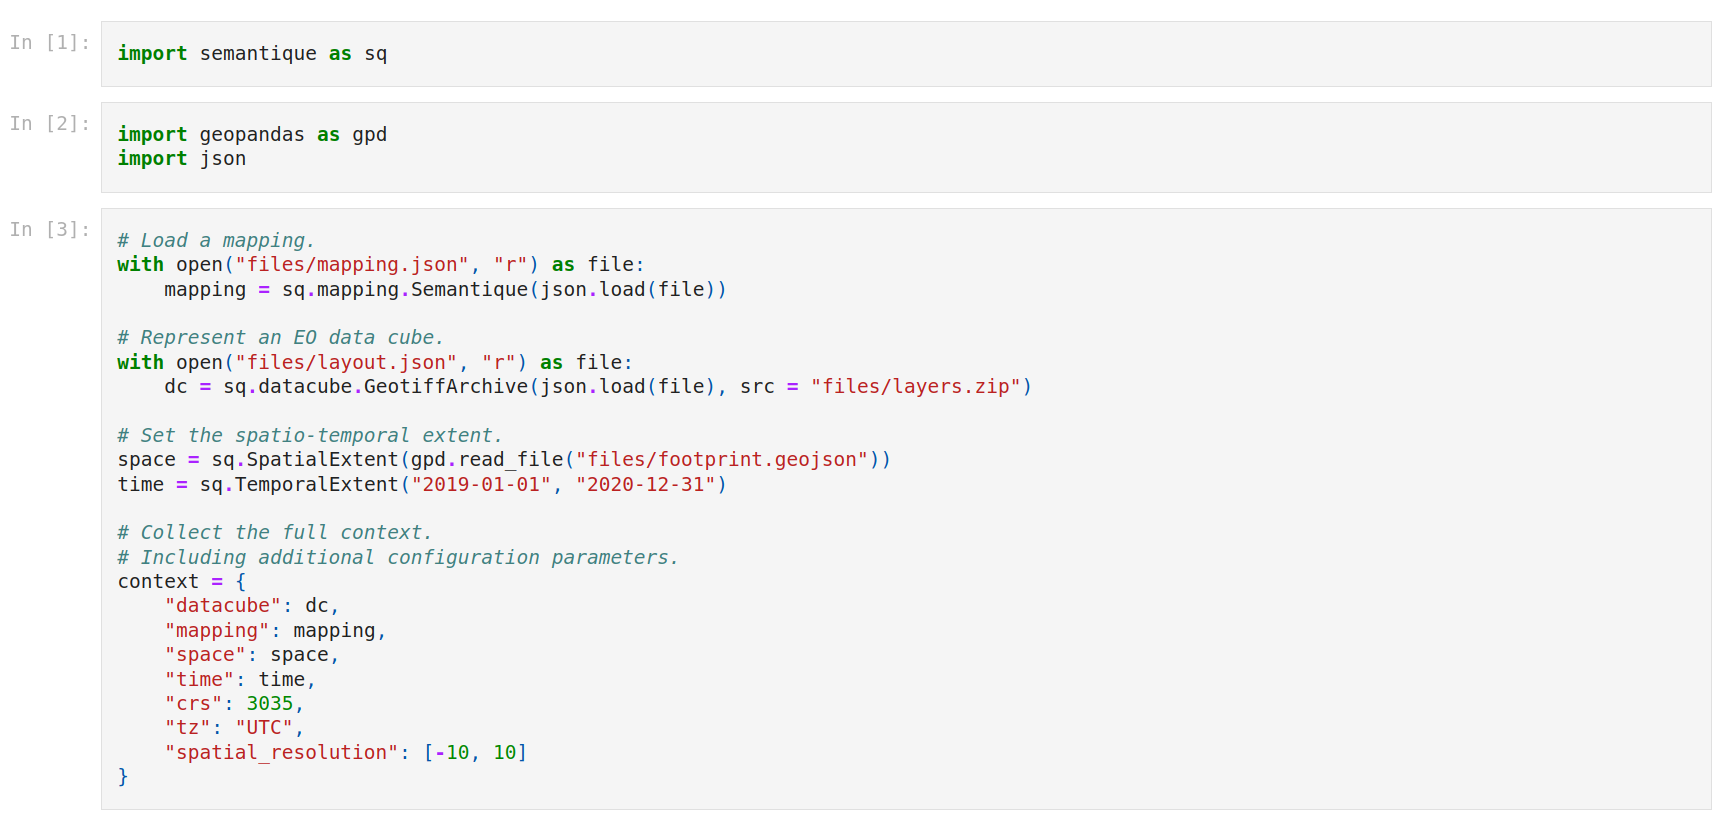 In [1]:
import semantique as sq
In [2]:
import geopandas as gpd
import json
In [3]:
# Load a mapping.
with open("files/mapping.json", "r") as file:
    mapping = sq.mapping.Semantique(json.load(file))

# Represent an EO data cube.
with open("files/layout.json", "r") as file:
    dc = sq.datacube.GeotiffArchive(json.load(file), src = "files/layers.zip")

# Set the spatio-temporal extent.
space = sq.SpatialExtent(gpd.read_file("files/footprint.geojson"))
time = sq.TemporalExtent("2019-01-01", "2020-12-31")

# Collect the full context.
# Including additional configuration parameters.
context = {
    "datacube": dc,
    "mapping": mapping,
    "space": space,
    "time": time,
    "crs": 3035,
    "tz": "UTC",
    "spatial_resolution": [-10, 10]
}